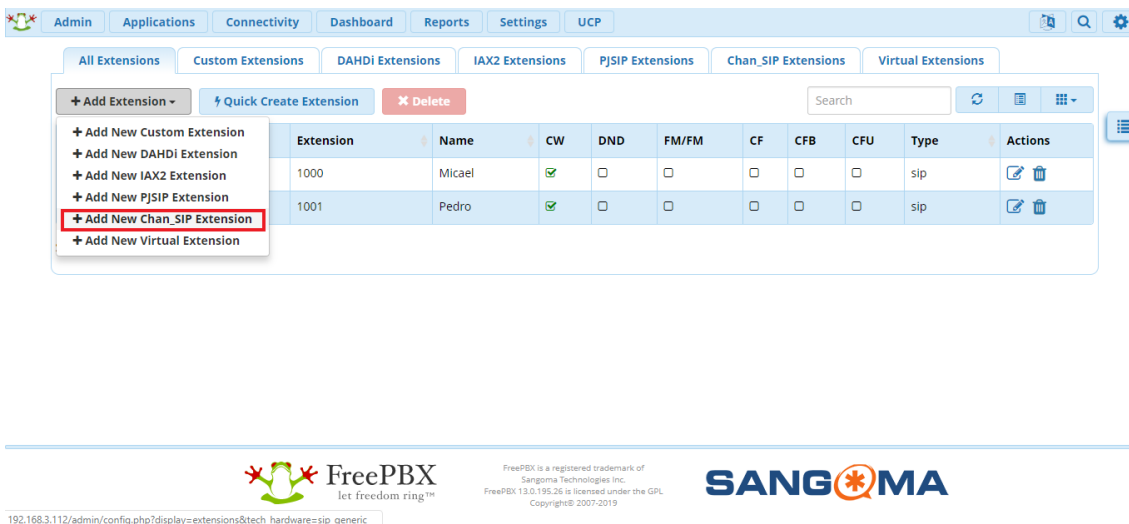 Admin Applications Connectivity Dashboard Reports Settings UCP
All Extensions Custom Extensions DAHDi Extensions IAX2 Extensions PJSIP Extensions Chan_SIP Extensions Virtual Extensions
+ Add Extension Quick Create Extension Delete Search
+ Add New Custom Extension
+ Add New DAHDi Extension
+ Add New IAX2 Extension
+ Add New PJSIP Extension
+ Add New Chan_SIP Extension
+ Add New Virtual Extension
Extension Name CW DND FM/FM CF CFB CFU Type Actions
1000 Micael sip
1001 Pedro sip
FreePBX
let freedom ring™
FreePBX is a registered trademark of
Sangoma Technologies Inc.
FreePBX 13.0.195.26 is licensed under the GPL
Copyright© 2007-2019
SANGOMA
192.168.3.112/admin/config.php?display=extensions&tech_hardware=sip_generic